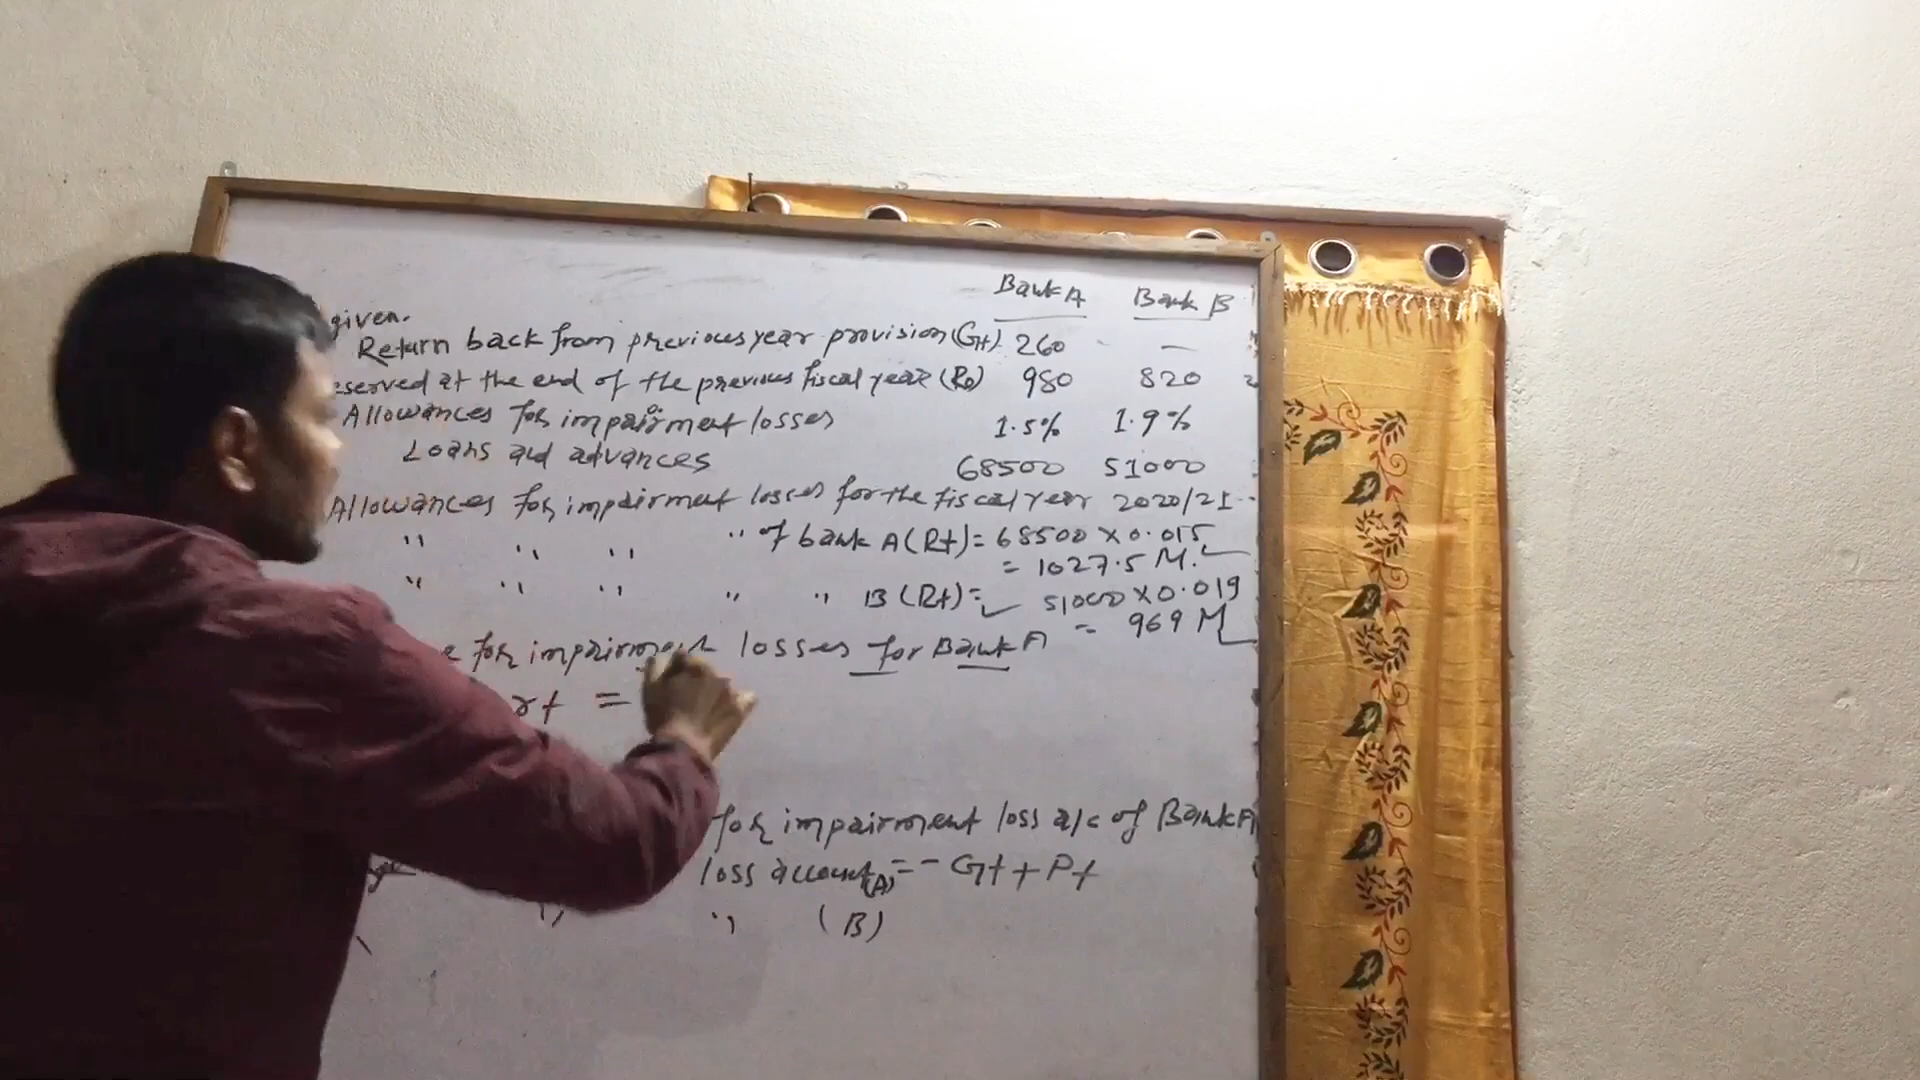 Bank A Bank B
given.
Return back from previous year provision (Gt) 260 —
eserved at the end of the previous fiscal year (Ro) 980 820
Allowances for impairment losses 1.5% 1.9%
Loans and advances 68500 51000
Allowances for impairment losses for the fiscal year 2020/21
" " " " of bank A (Rt) = 68500 × 0.015
= 1027.5 M.
" " " " " B (Rt) = 51000 × 0.019
= 969 M
e for impairment losses for Bank A
rt =
for impairment loss a/c of Bank A
loss account (A) = - Gt + Pt
" " (B)